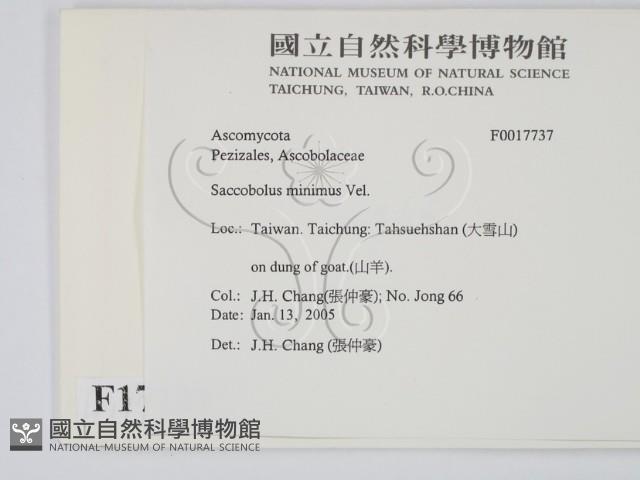 國立自然科學博物館
NATIONAL MUSEUM OF NATURAL SCIENCE
TAICHUNG, TAIWAN, R.O.CHINA
Ascomycota F0017737
Pezizales, Ascobolaceae
Saccobolus minimus Vel.
Loc.: Taiwan. Taichung: Tahsuehshan (大雪山)
on dung of goat.(山羊).
Col.: J.H. Chang(張仲豪); No. Jong 66
Date: Jan. 13, 2005
Det.: J.H. Chang (張仲豪)
F17
國立自然科學博物館
NATIONAL MUSEUM OF NATURAL SCIENCE